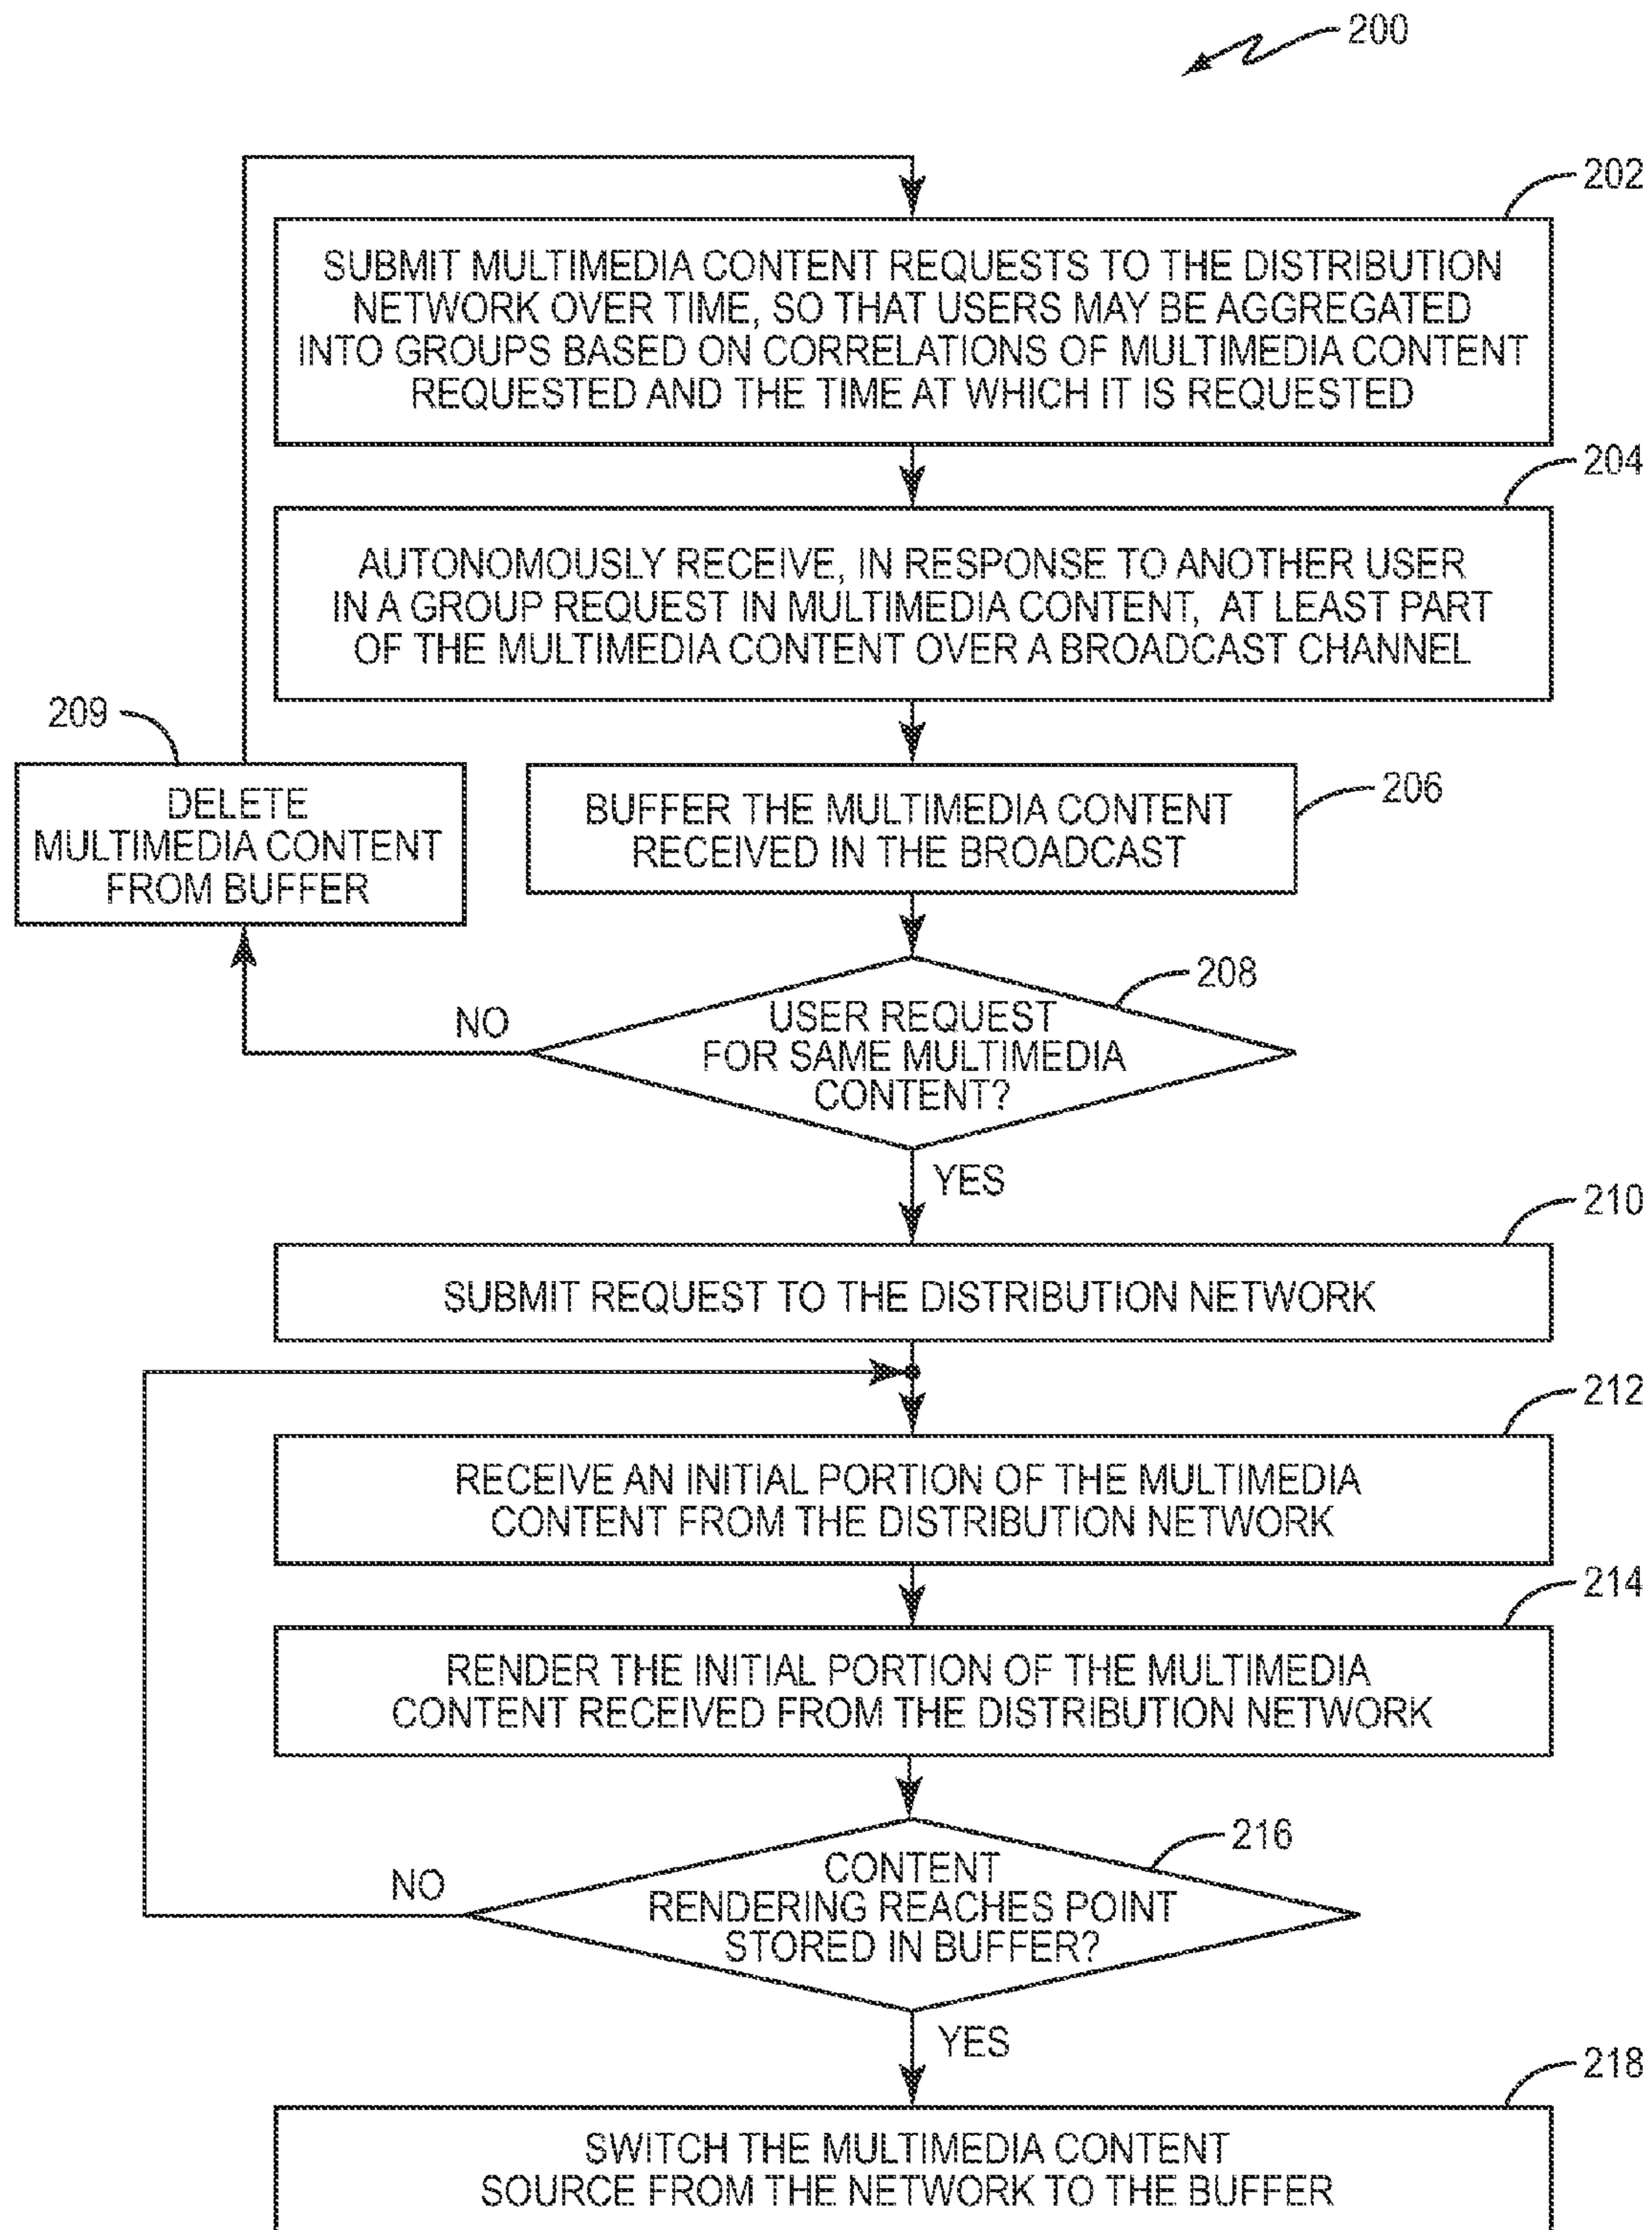 200
202
SUBMIT MULTIMEDIA CONTENT REQUESTS TO THE DISTRIBUTION
NETWORK OVER TIME, SO THAT USERS MAY BE AGGREGATED
INTO GROUPS BASED ON CORRELATIONS OF MULTIMEDIA CONTENT
REQUESTED AND THE TIME AT WHICH IT IS REQUESTED
204
AUTONOMOUSLY RECEIVE, IN RESPONSE TO ANOTHER USER
IN A GROUP REQUEST IN MULTIMEDIA CONTENT, AT LEAST PART
OF THE MULTIMEDIA CONTENT OVER A BROADCAST CHANNEL
209
DELETE
MULTIMEDIA CONTENT
FROM BUFFER
206
BUFFER THE MULTIMEDIA CONTENT
RECEIVED IN THE BROADCAST
208
USER REQUEST
FOR SAME MULTIMEDIA
CONTENT?
NO
YES
210
SUBMIT REQUEST TO THE DISTRIBUTION NETWORK
212
RECEIVE AN INITIAL PORTION OF THE MULTIMEDIA
CONTENT FROM THE DISTRIBUTION NETWORK
214
RENDER THE INITIAL PORTION OF THE MULTIMEDIA
CONTENT RECEIVED FROM THE DISTRIBUTION NETWORK
216
CONTENT
RENDERING REACHES POINT
STORED IN BUFFER?
NO
YES
218
SWITCH THE MULTIMEDIA CONTENT
SOURCE FROM THE NETWORK TO THE BUFFER